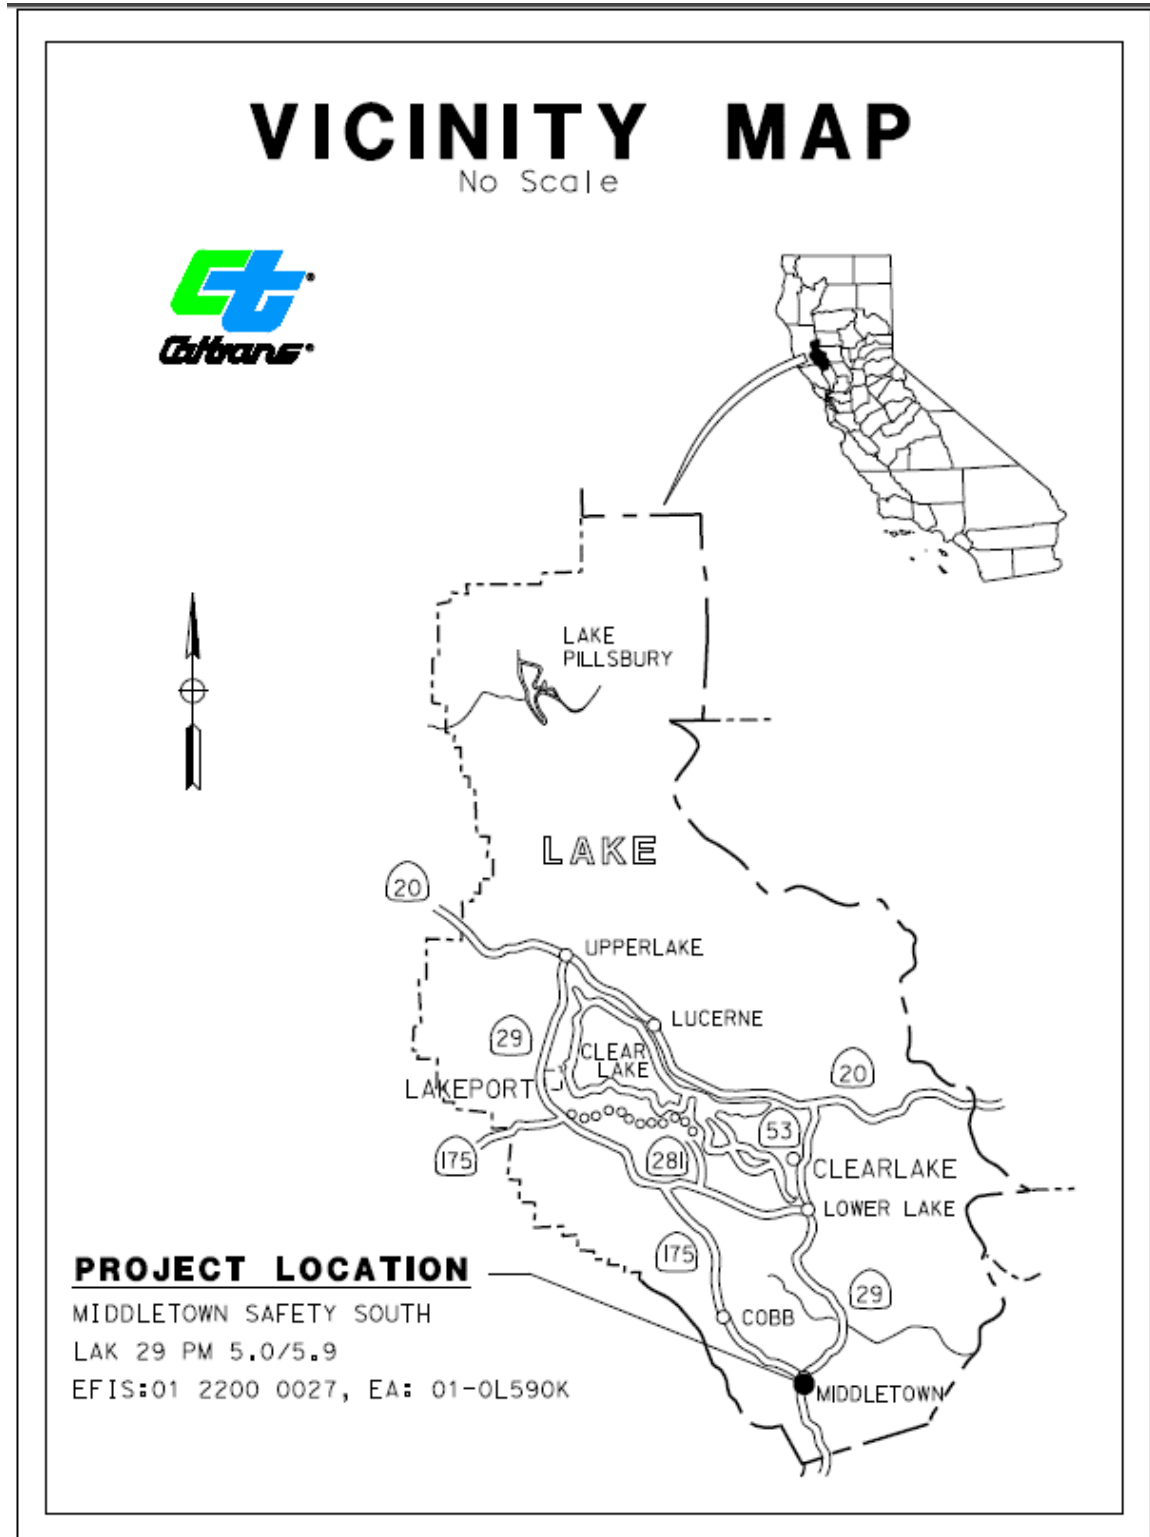 VICINITY MAP
No Scale
Caltrans
LAKE
PILLSBURY
LAKE
20
UPPERLAKE
LUCERNE
29
CLEAR
LAKE
20
LAKEPORT
53
175
281
CLEARLAKE
LOWER LAKE
175
PROJECT LOCATION
29
MIDDLETOWN SAFETY SOUTH
COBB
LAK 29 PM 5.0/5.9
EFIS:01 2200 0027, EA: 01-0L590K
MIDDLETOWN